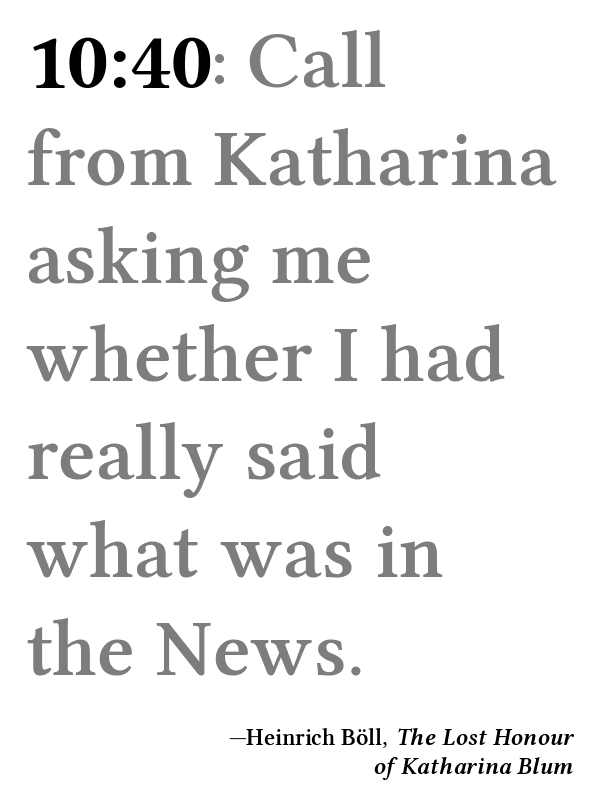 10:40: Call
from Katharina
asking me
whether I had
really said
what was in
the News.
—Heinrich Böll, The Lost Honour
of Katharina Blum